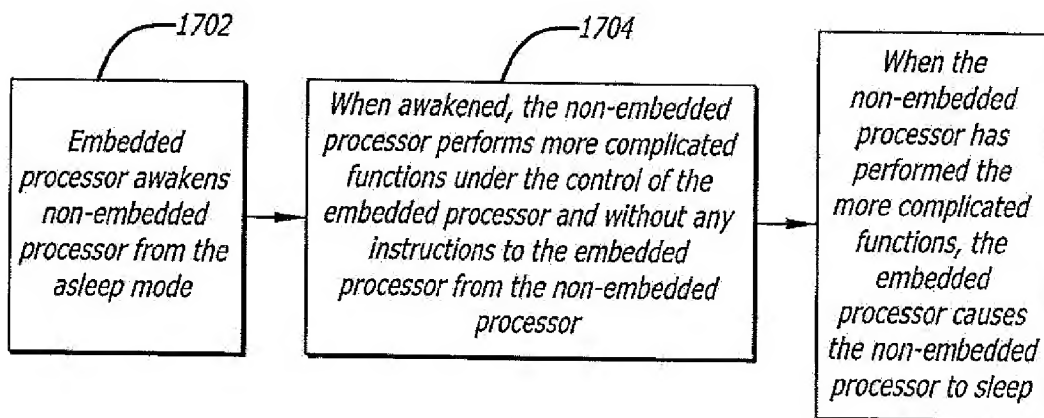 1702
Embedded
processor awakens
non-embedded
processor from the
asleep mode
1704
When awakened, the non-embedded
processor performs more complicated
functions under the control of the
embedded processor and without any
instructions to the embedded
processor from the non-embedded
processor
When the
non-embedded
processor has
performed the
more complicated
functions, the
embedded
processor causes
the non-embedded
processor to sleep